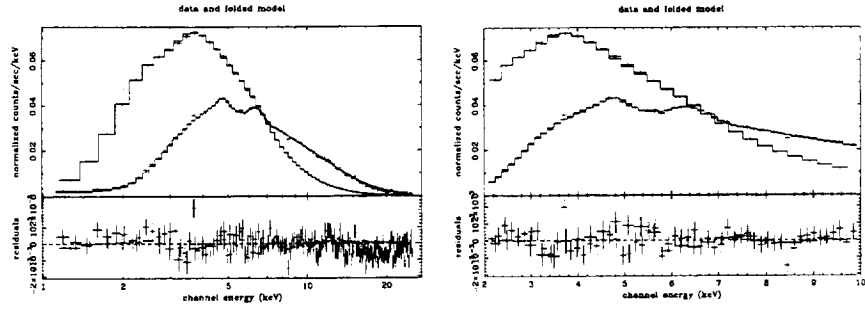 data and folded model
normalized counts/sec/keV
0.02 0.04 0.06
residuals
1 2 5 10 20
channel energy (keV)
data and folded model
normalized counts/sec/keV
0.02 0.04 0.06
residuals
2 3 4 5 6 7 8 9 10
channel energy (keV)